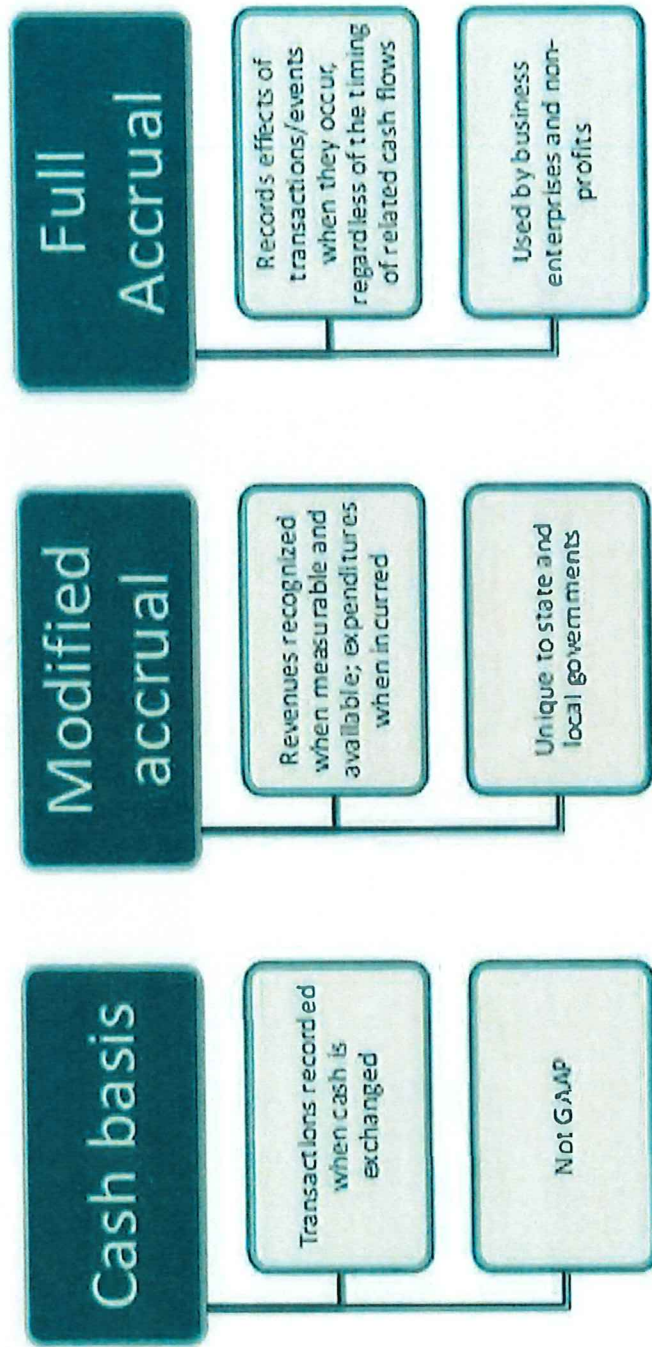 Cash basis
Transactions recorded
when cash is
exchanged
Not GAAP
Modified
accrual
Revenues recognized
when measurable and
available; expenditures
when incurred
Unique to state and
local governments
Full
Accrual
Records effects of
transactions/events
when they occur,
regardless of the timing
of related cash flows
Used by business
enterprises and non-
profits